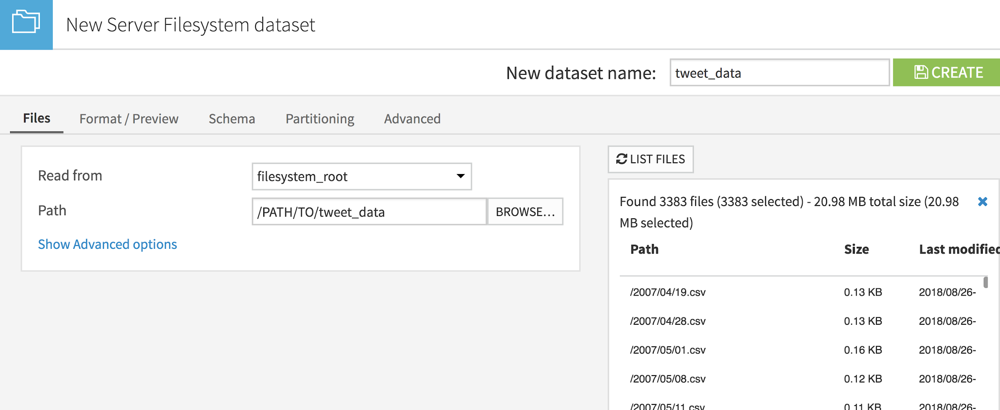 New Server Filesystem dataset
New dataset name: tweet_data CREATE
Files Format / Preview Schema Partitioning Advanced
Read from filesystem_root
Path /PATH/TO/tweet_data BROWSE...
Show Advanced options
LIST FILES
Found 3383 files (3383 selected) - 20.98 MB total size (20.98
MB selected)
Path Size Last modified
/2007/04/19.csv 0.13 KB 2018/08/26-
/2007/04/28.csv 0.13 KB 2018/08/26-
/2007/05/01.csv 0.16 KB 2018/08/26-
/2007/05/08.csv 0.12 KB 2018/08/26-
/2007/05/11.csv 0.11 KB 2018/08/26-